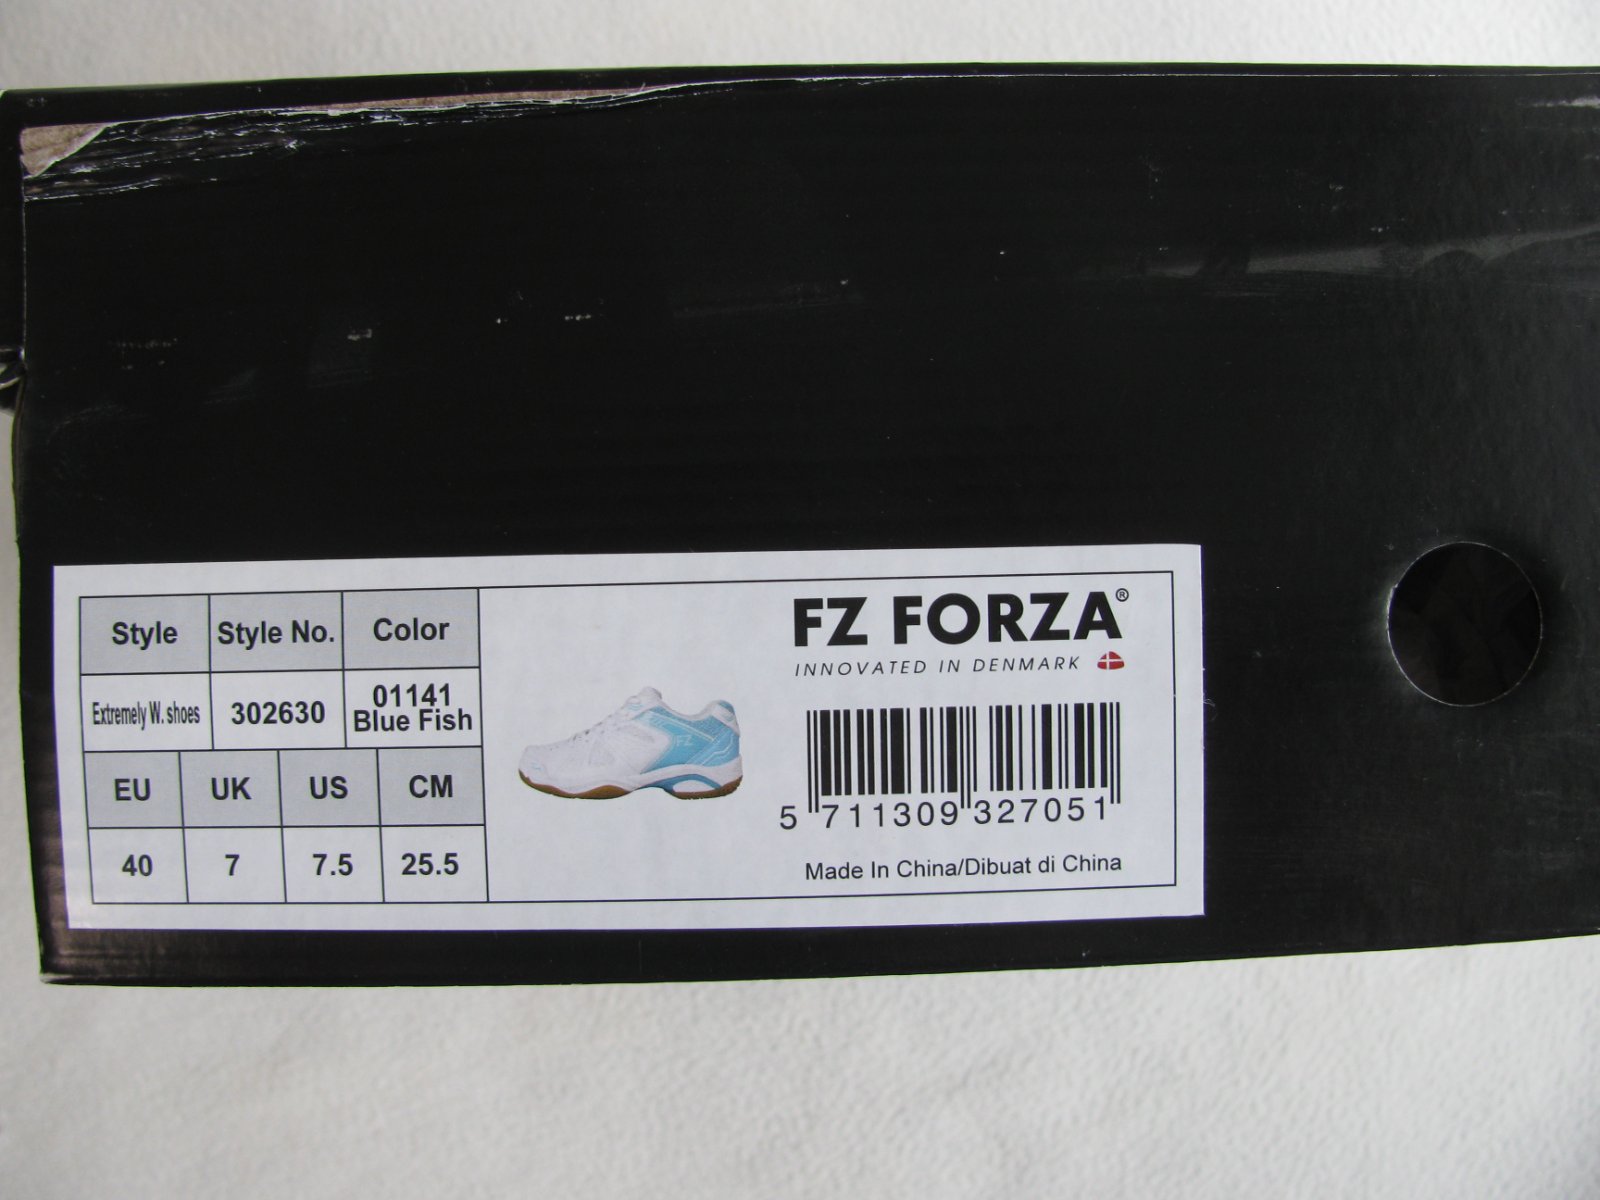 Style Style No. Color
Extremely W. shoes 302630 01141 Blue Fish
EU UK US CM
40 7 7.5 25.5
FZ
FZ FORZA®
INNOVATED IN DENMARK
5 711309 327051
Made In China/Dibuat di China